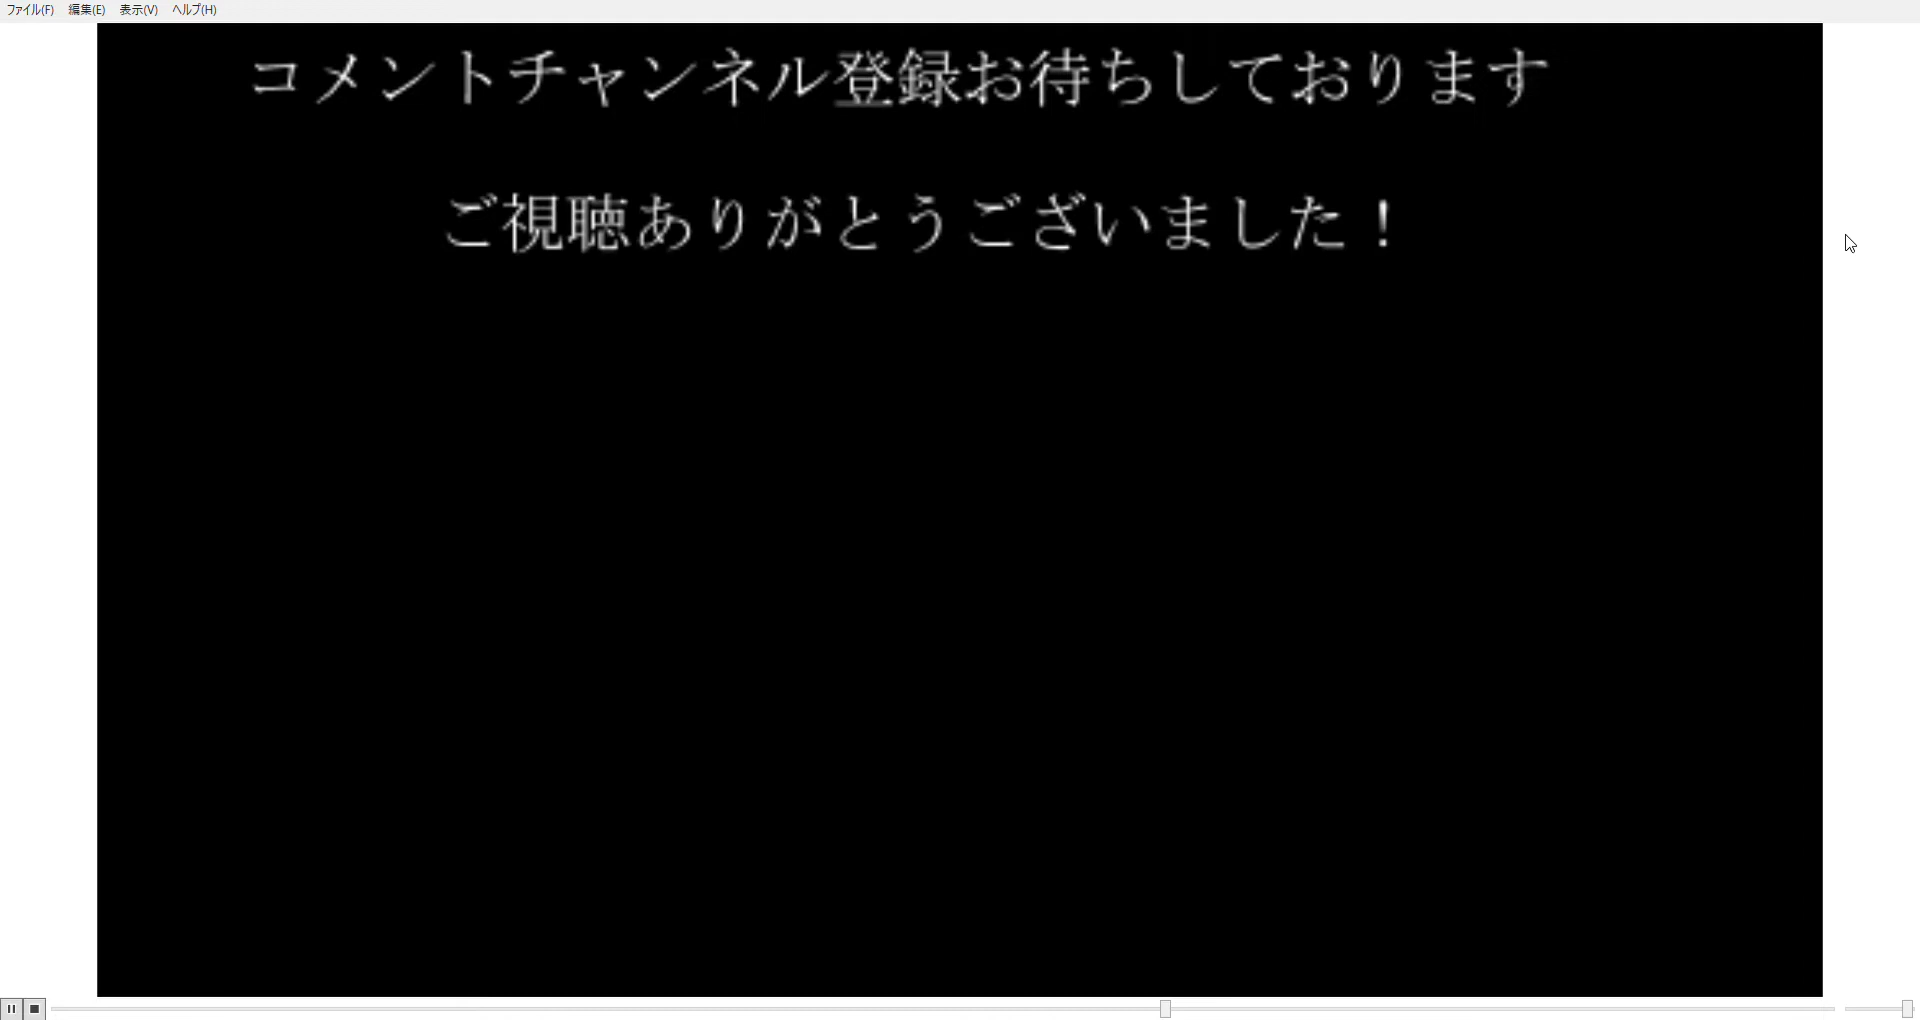 ファイル(F) 編集(E) 表示(V) ヘルプ(H)
コメントチャンネル登録お待ちしております
ご視聴ありがとうございました！